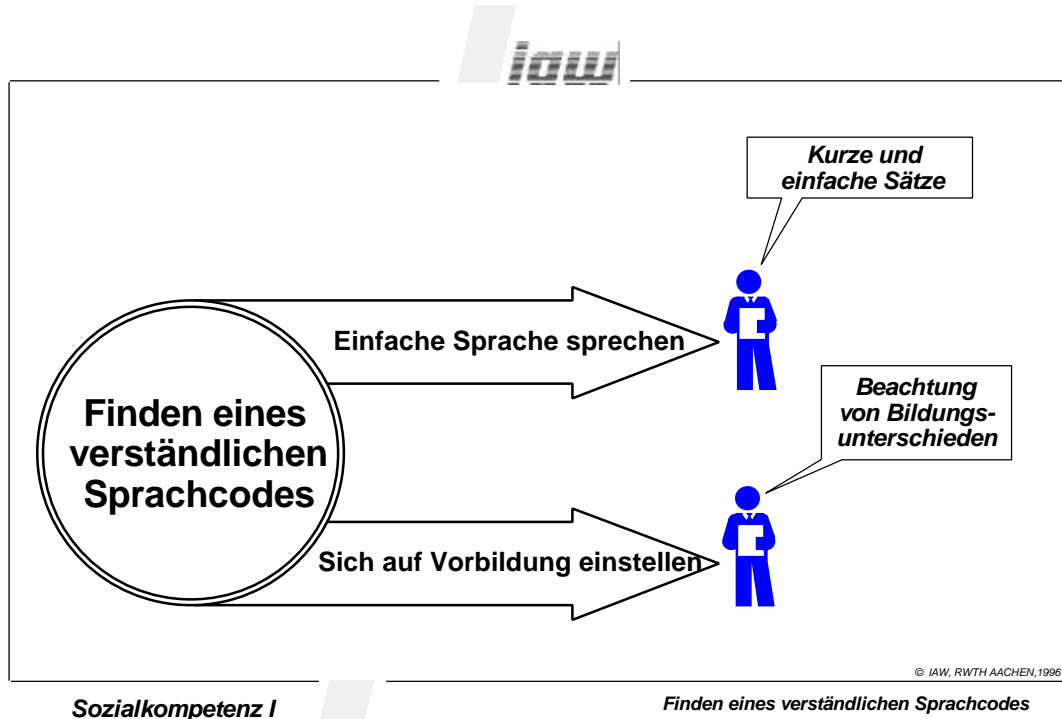 iaw
Kurze und
einfache Sätze
Einfache Sprache sprechen
Beachtung
von Bildungs-
unterschieden
Finden eines
verständlichen
Sprachcodes
Sich auf Vorbildung einstellen
© IAW, RWTH AACHEN,1996
Sozialkompetenz I
Finden eines verständlichen Sprachcodes